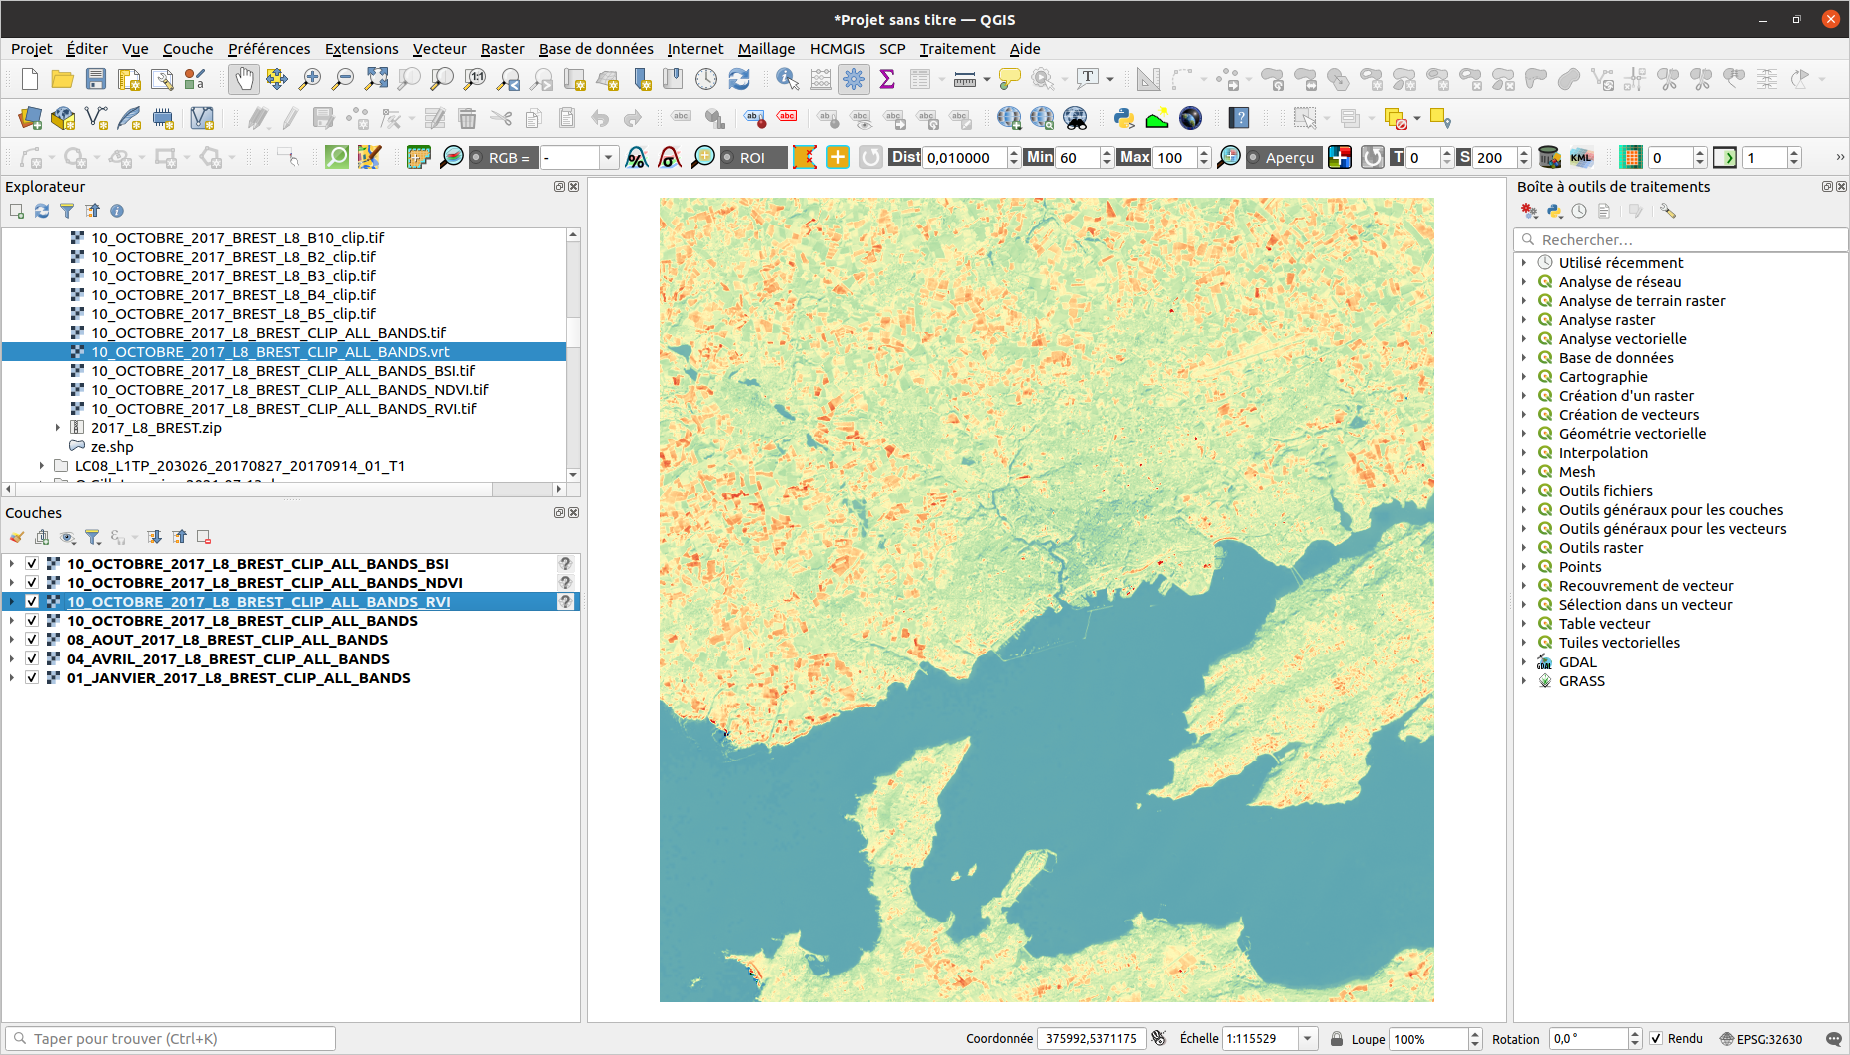 *Projet sans titre — QGIS
Projet Éditer Vue Couche Préférences Extensions Vecteur Raster Base de données Internet Maillage HCMGIS SCP Traitement Aide
RGB = - ROI Dist 0,010000 Min 60 Max 100 Aperçu T 0 S 200 KML 0 1 »
Explorateur
10_OCTOBRE_2017_BREST_L8_B10_clip.tif
10_OCTOBRE_2017_BREST_L8_B2_clip.tif
10_OCTOBRE_2017_BREST_L8_B3_clip.tif
10_OCTOBRE_2017_BREST_L8_B4_clip.tif
10_OCTOBRE_2017_BREST_L8_B5_clip.tif
10_OCTOBRE_2017_L8_BREST_CLIP_ALL_BANDS.tif
10_OCTOBRE_2017_L8_BREST_CLIP_ALL_BANDS.vrt
10_OCTOBRE_2017_L8_BREST_CLIP_ALL_BANDS_BSI.tif
10_OCTOBRE_2017_L8_BREST_CLIP_ALL_BANDS_NDVI.tif
10_OCTOBRE_2017_L8_BREST_CLIP_ALL_BANDS_RVI.tif
2017_L8_BREST.zip
ze.shp
LC08_L1TP_203026_20170827_20170914_01_T1
Couches
10_OCTOBRE_2017_L8_BREST_CLIP_ALL_BANDS_BSI
10_OCTOBRE_2017_L8_BREST_CLIP_ALL_BANDS_NDVI
10_OCTOBRE_2017_L8_BREST_CLIP_ALL_BANDS_RVI
10_OCTOBRE_2017_L8_BREST_CLIP_ALL_BANDS
08_AOUT_2017_L8_BREST_CLIP_ALL_BANDS
04_AVRIL_2017_L8_BREST_CLIP_ALL_BANDS
01_JANVIER_2017_L8_BREST_CLIP_ALL_BANDS
Boîte à outils de traitements
Rechercher…
Utilisé récemment
Analyse de réseau
Analyse de terrain raster
Analyse raster
Analyse vectorielle
Base de données
Cartographie
Création d'un raster
Création de vecteurs
Géométrie vectorielle
Interpolation
Mesh
Outils fichiers
Outils généraux pour les couches
Outils généraux pour les vecteurs
Outils raster
Points
Recouvrement de vecteur
Sélection dans un vecteur
Table vecteur
Tuiles vectorielles
GDAL
GRASS
Taper pour trouver (Ctrl+K)
Coordonnée 375992,5371175 Échelle 1:115529 Loupe 100% Rotation 0,0 ° Rendu EPSG:32630